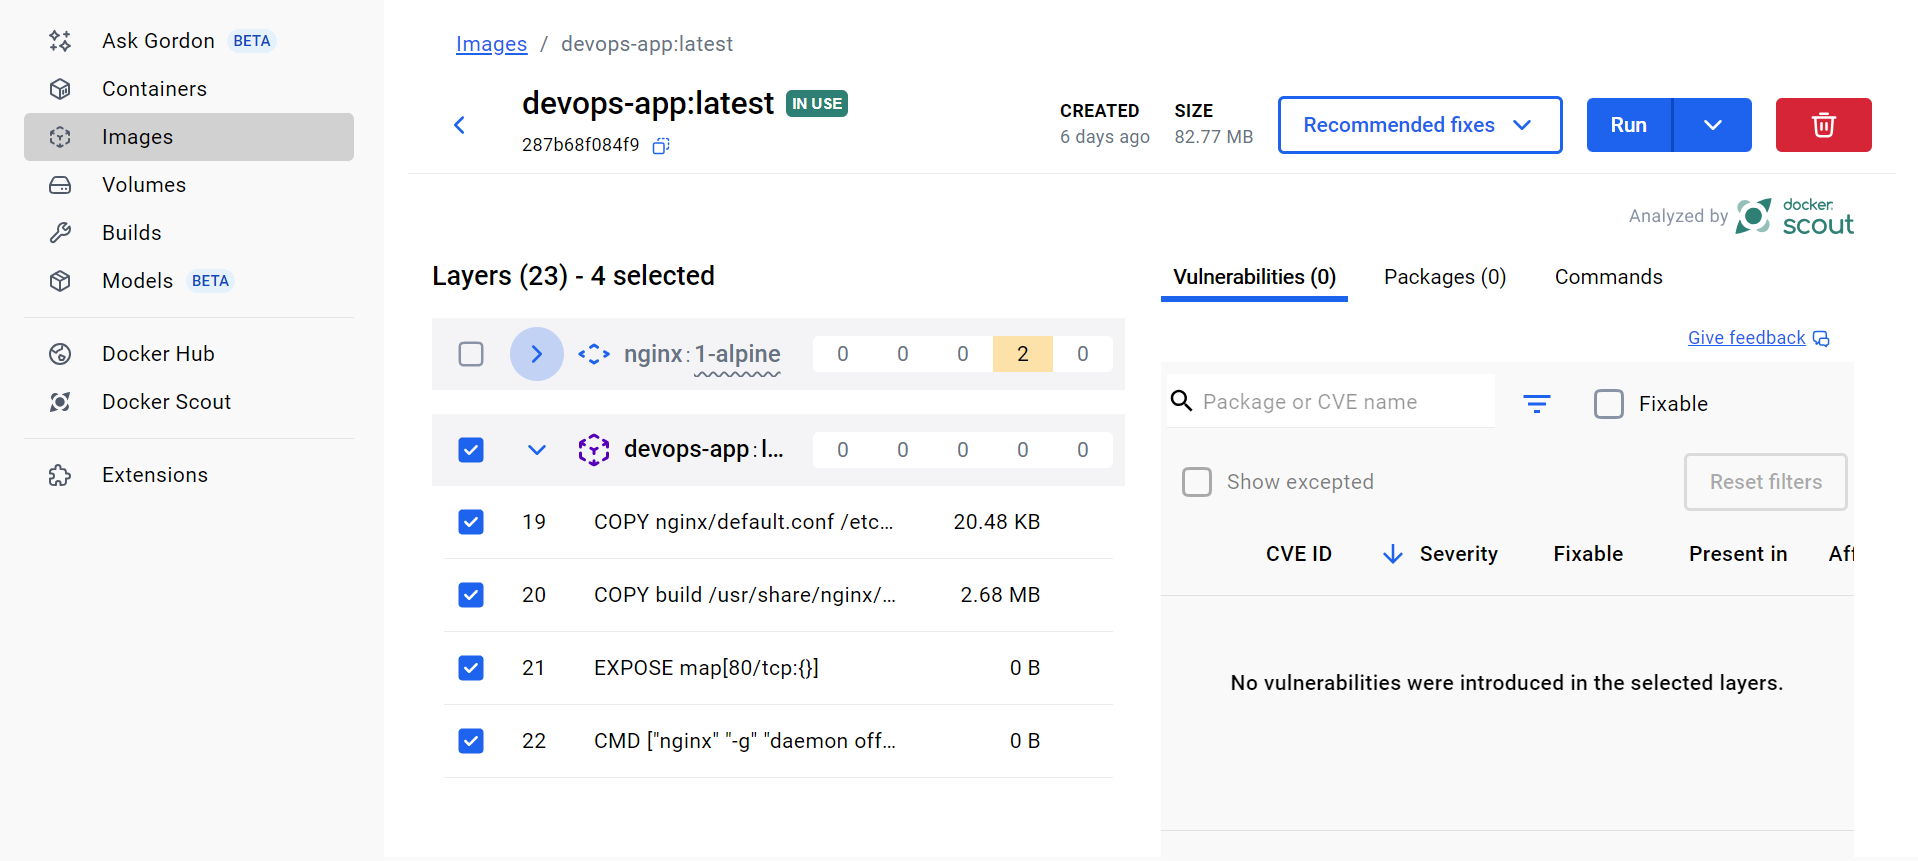 Ask Gordon BETA
Containers
Images
Volumes
Builds
Models BETA
Docker Hub
Docker Scout
Extensions
Images / devops-app:latest
devops-app:latest IN USE
287b68f084f9
CREATED
6 days ago
SIZE
82.77 MB
Recommended fixes
Run
Analyzed by docker. scout
Layers (23) - 4 selected
nginx:1-alpine 0 0 0 2 0
devops-app:l... 0 0 0 0 0
19 COPY nginx/default.conf /etc... 20.48 KB
20 COPY build /usr/share/nginx/... 2.68 MB
21 EXPOSE map[80/tcp:{}] 0 B
22 CMD ["nginx" "-g" "daemon off... 0 B
Vulnerabilities (0) Packages (0) Commands
Give feedback
Package or CVE name Fixable
Show excepted Reset filters
CVE ID Severity Fixable Present in Aff
No vulnerabilities were introduced in the selected layers.